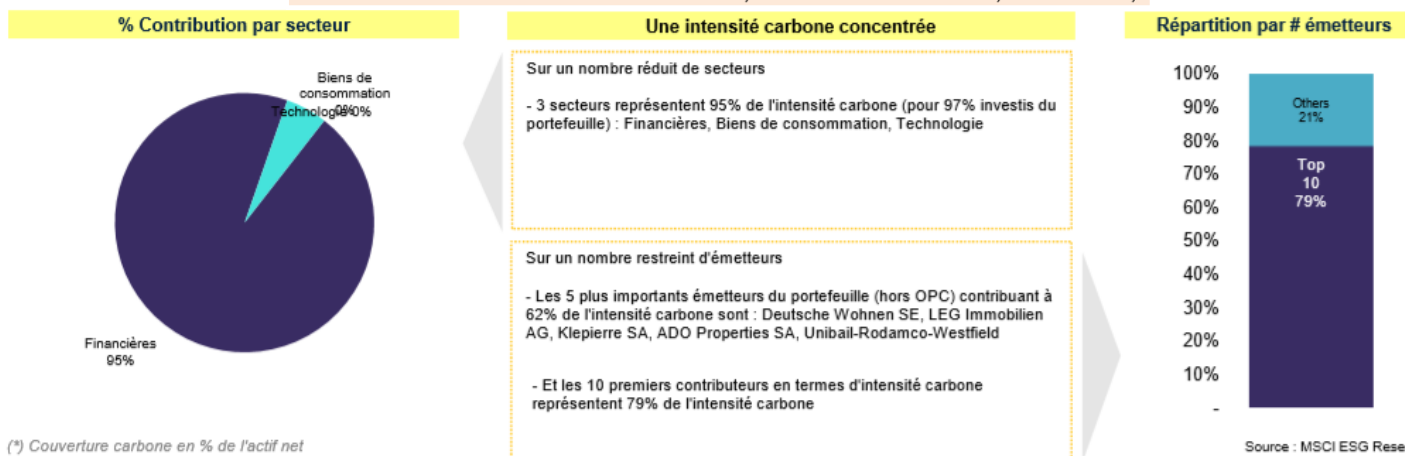 % Contribution par secteur
Biens de
consommation
0%
Technologie 0%
Financières
95%
(*) Couverture carbone en % de l'actif net
Une intensité carbone concentrée
Sur un nombre réduit de secteurs
- 3 secteurs représentent 95% de l'intensité carbone (pour 97% investis du
portefeuille) : Financières, Biens de consommation, Technologie
Sur un nombre restreint d'émetteurs
- Les 5 plus importants émetteurs du portefeuille (hors OPC) contribuant à
62% de l'intensité carbone sont : Deutsche Wohnen SE, LEG Immobilien
AG, Klepierre SA, ADO Properties SA, Unibail-Rodamco-Westfield
- Et les 10 premiers contributeurs en termes d'intensité carbone
représentent 79% de l'intensité carbone
Répartition par # émetteurs
100%
90%
80%
70%
60%
50%
40%
30%
20%
10%
-
Others
21%
Top
10
79%
Source : MSCI ESG Rese